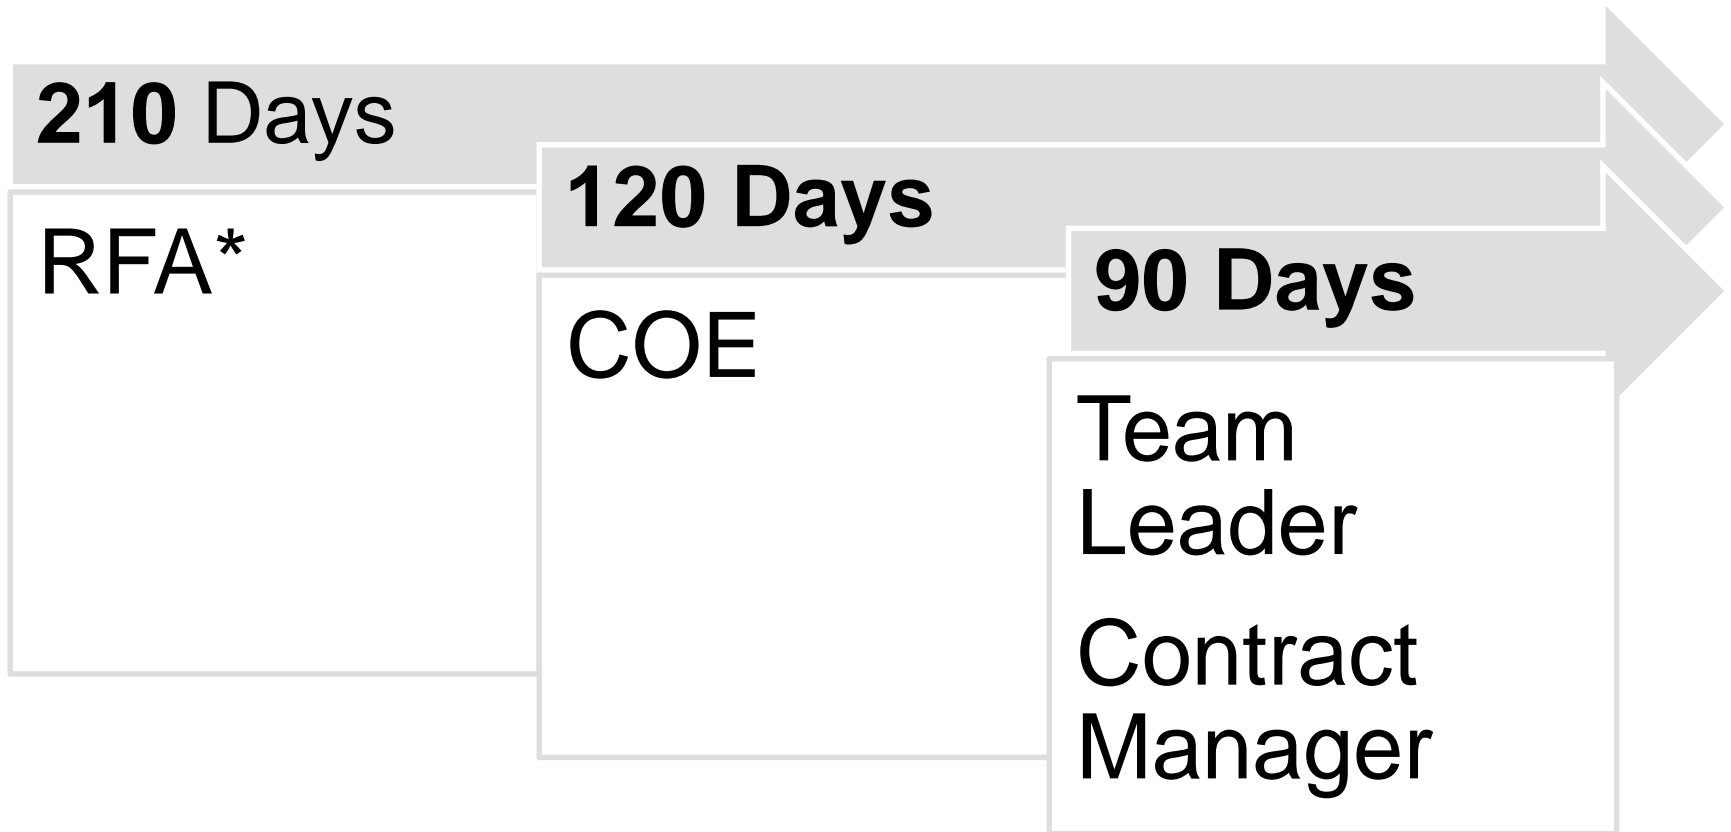 210 Days
RFA*
120 Days
COE
90 Days
Team
Leader
Contract
Manager